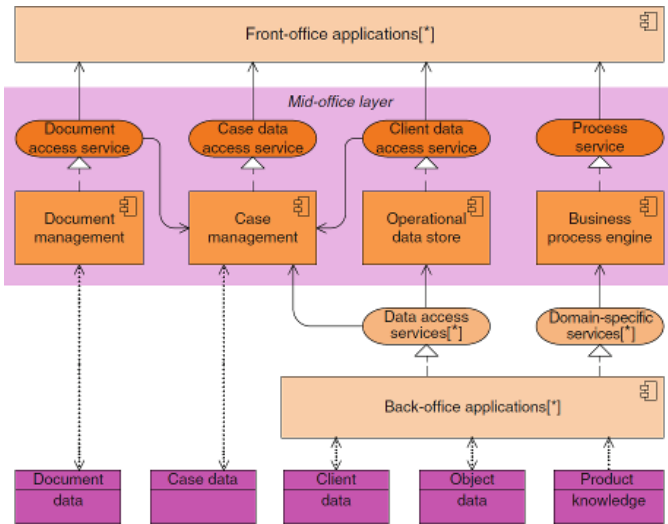 Front-office applications[*]
Mid-office layer
Document
access service
Case data
access service
Client data
access service
Process
service
Document
management
Case
management
Operational
data store
Business
process engine
Data access
services[*]
Domain-specific
services[*]
Back-office applications[*]
Document
data
Case data
Client
data
Object
data
Product
knowledge